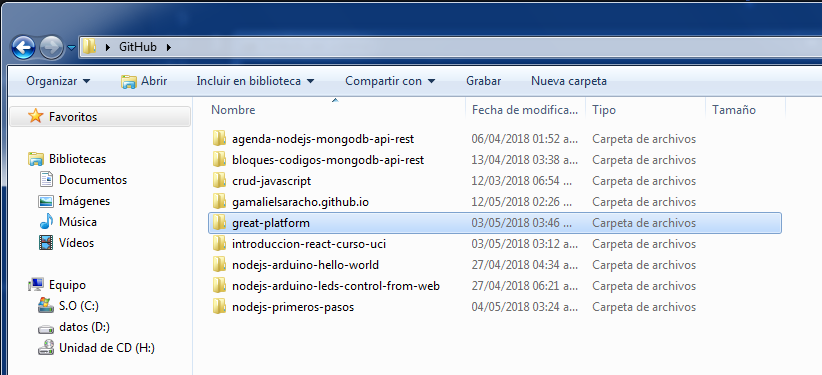 GitHub
Organizar Abrir Incluir en biblioteca Compartir con Grabar Nueva carpeta
Favoritos
Bibliotecas
Documentos
Imágenes
Música
Vídeos
Equipo
S.O (C:)
datos (D:)
Unidad de CD (H:)
Nombre Fecha de modifica... Tipo Tamaño
agenda-nodejs-mongodb-api-rest 06/04/2018 01:52 a... Carpeta de archivos
bloques-codigos-mongodb-api-rest 13/04/2018 03:38 a... Carpeta de archivos
crud-javascript 12/03/2018 06:54 ... Carpeta de archivos
gamalielsaracho.github.io 12/05/2018 02:26 ... Carpeta de archivos
great-platform 03/05/2018 03:46 ... Carpeta de archivos
introduccion-react-curso-uci 03/05/2018 03:12 a... Carpeta de archivos
nodejs-arduino-hello-world 27/04/2018 04:34 a... Carpeta de archivos
nodejs-arduino-leds-control-from-web 27/04/2018 06:21 a... Carpeta de archivos
nodejs-primeros-pasos 04/05/2018 03:24 a... Carpeta de archivos